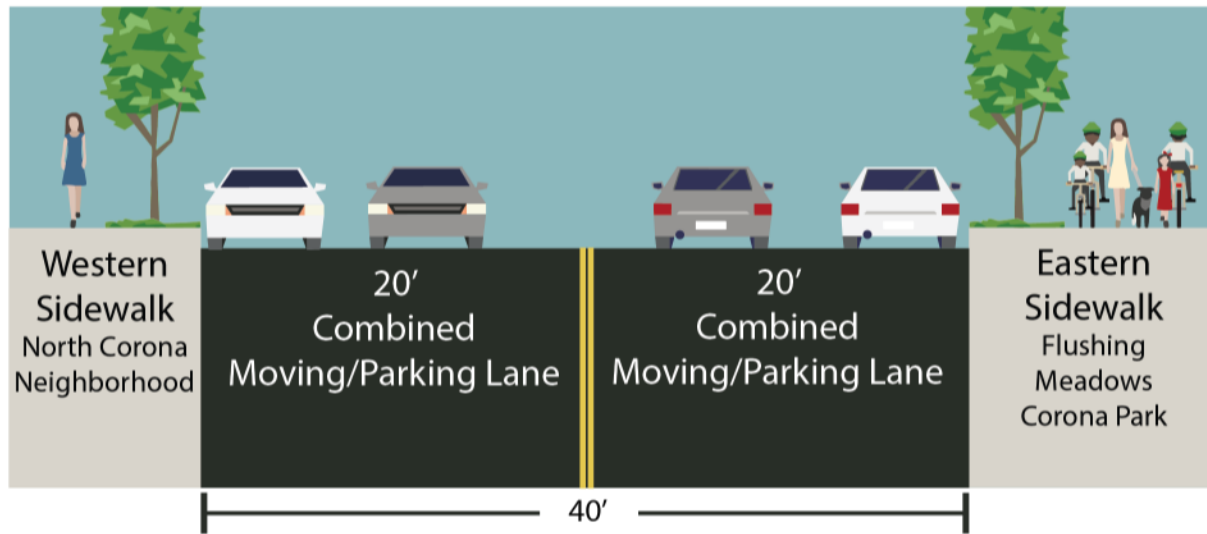 Western
Sidewalk
North Corona
Neighborhood
20′
Combined
Moving/Parking Lane
20′
Combined
Moving/Parking Lane
Eastern
Sidewalk
Flushing
Meadows
Corona Park
40′